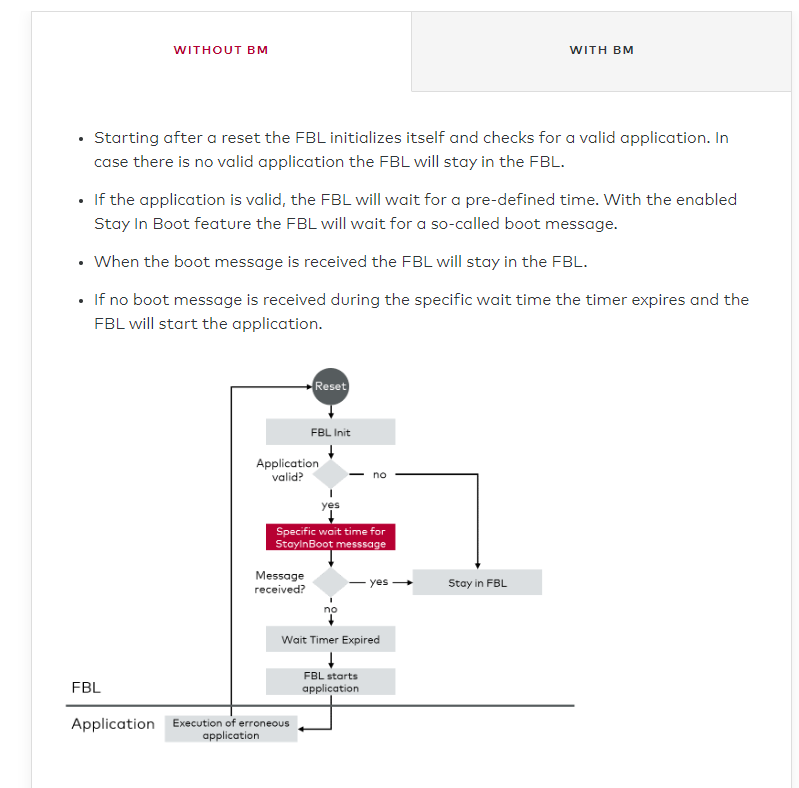 WITHOUT BM
WITH BM
• Starting after a reset the FBL initializes itself and checks for a valid application. In
case there is no valid application the FBL will stay in the FBL.
• If the application is valid, the FBL will wait for a pre-defined time. With the enabled
Stay In Boot feature the FBL will wait for a so-called boot message.
• When the boot message is received the FBL will stay in the FBL.
• If no boot message is received during the specific wait time the timer expires and the
FBL will start the application.
Reset
FBL Init
Application
valid?
no
yes
Specific wait time for
StayInBoot messsage
Message
received?
yes
Stay in FBL
no
Wait Timer Expired
FBL starts
application
FBL
Application
Execution of erroneous
application